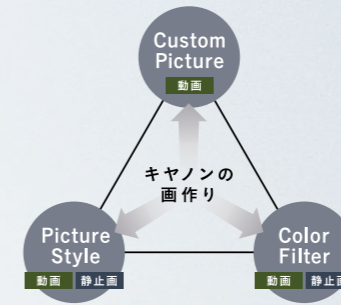 Custom
Picture
動画
キヤノンの
画作り
Picture
Style
動画 静止画
Color
Filter
動画 静止画